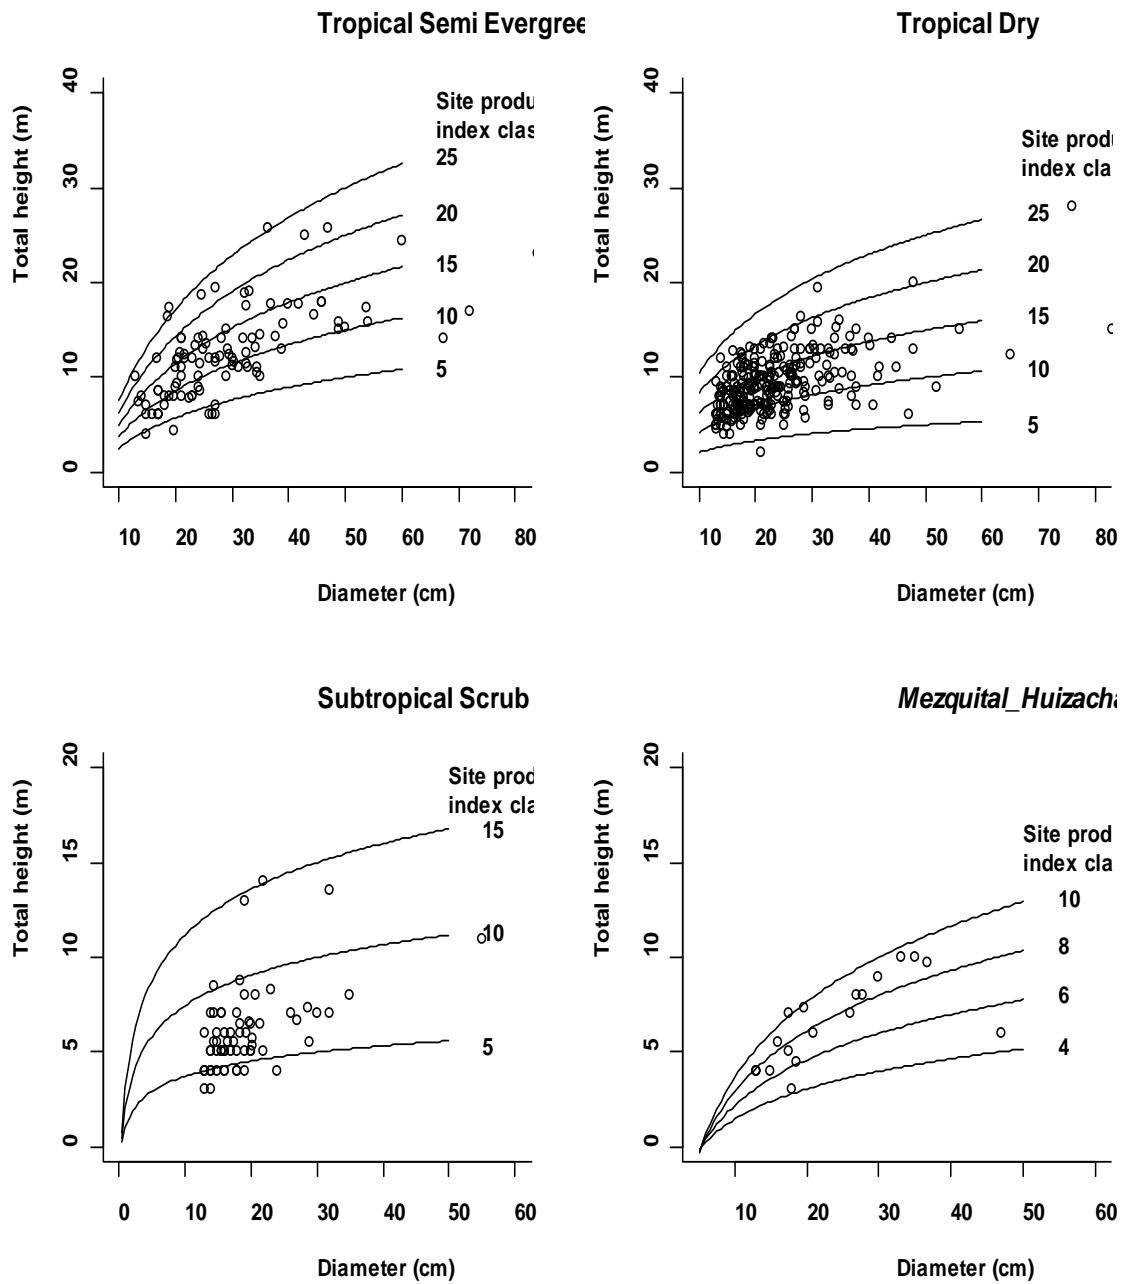 Tropical Semi Evergree
Total height (m)
40
30
20
10
0
Site produ
index clas
25
20
15
10
5
10 20 30 40 50 60 70 80
Diameter (cm)
Tropical Dry
Total height (m)
40
30
20
10
0
Site produ
index cla
25
20
15
10
5
10 20 30 40 50 60 70 80
Diameter (cm)
Subtropical Scrub
Total height (m)
20
15
10
5
0
Site prod
index cla
15
10
5
0 10 20 30 40 50 60
Diameter (cm)
Mezquital_Huizacha
Total height (m)
20
15
10
5
0
Site prod
index cla
10
8
6
4
10 20 30 40 50 60
Diameter (cm)